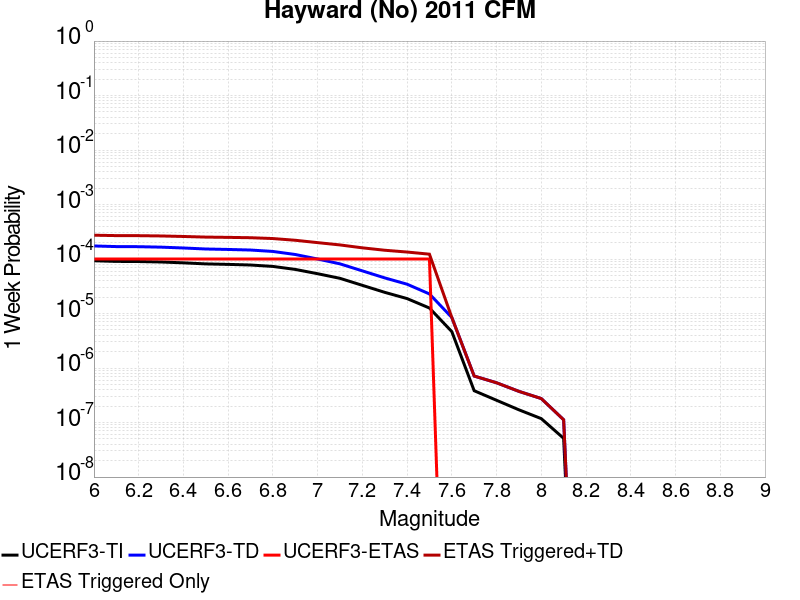 Hayward (No) 2011 CFM
10 0
10 -1
10 -2
10 -3
10 -4
10 -5
10 -6
10 -7
10 -8
1 Week Probability
6 6.2 6.4 6.6 6.8 7 7.2 7.4 7.6 7.8 8 8.2 8.4 8.6 8.8 9
Magnitude
UCERF3-TI UCERF3-TD UCERF3-ETAS ETAS Triggered+TD
ETAS Triggered Only